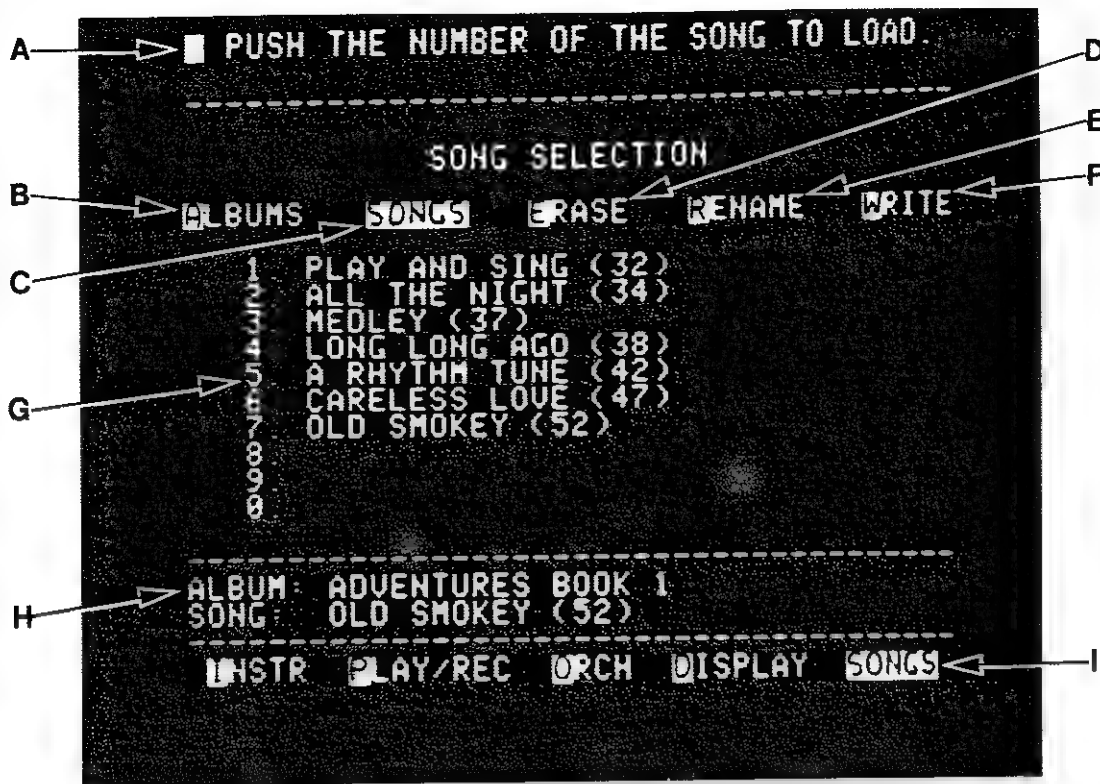 A
PUSH THE NUMBER OF THE SONG TO LOAD.
D
E
SONG SELECTION
B
F
ALBUMS SONGS ERASE RENAME WRITE
C
1 PLAY AND SING (32)
2 ALL THE NIGHT (34)
3 MEDLEY (37)
4 LONG LONG AGO (38)
G
5 A RHYTHM TUNE (42)
6 CARELESS LOVE (47)
7 OLD SMOKEY (52)
8
9
0
H
ALBUM: ADVENTURES BOOK 1
SONG: OLD SMOKEY (52)
INSTR PLAY/REC ORCH DISPLAY SONGS
I